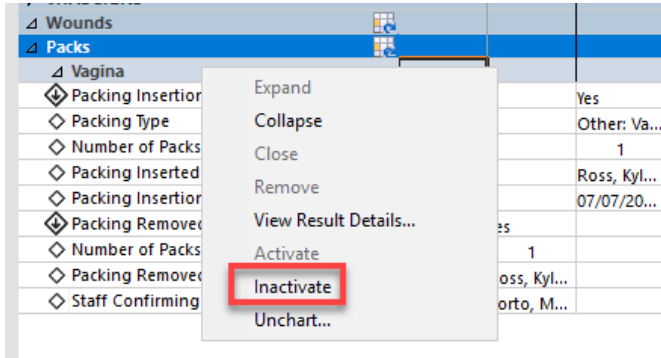 Wounds
Packs
Vagina
Packing Insertion Yes
Packing Type Other: Va...
Number of Packs 1
Packing Inserted Ross, Kyl...
Packing Insertion 07/07/20...
Packing Removed es
Number of Packs 1
Packing Removed oss, Kyl...
Staff Confirming orto, M...
Expand
Collapse
Close
Remove
View Result Details...
Activate
Inactivate
Unchart...